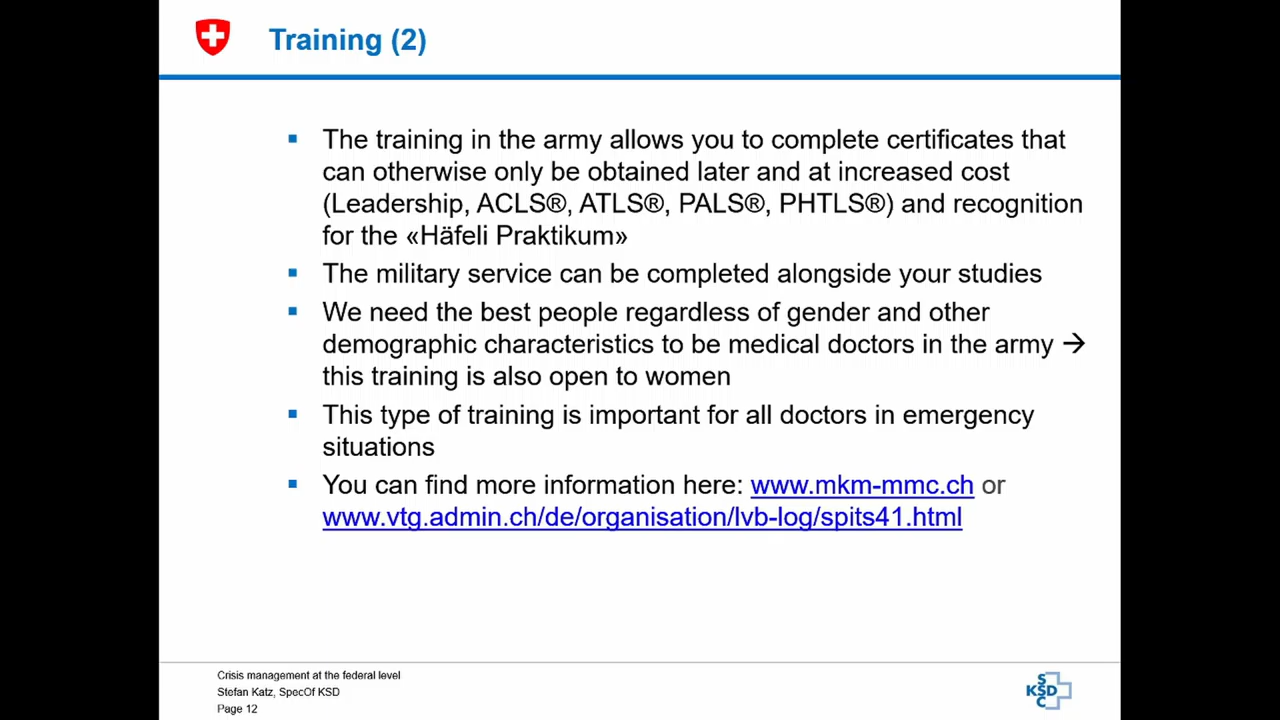 Training (2)
The training in the army allows you to complete certificates that
can otherwise only be obtained later and at increased cost
(Leadership, ACLS®, ATLS®, PALS®, PHTLS®) and recognition
for the «Häfeli Praktikum»
The military service can be completed alongside your studies
We need the best people regardless of gender and other
demographic characteristics to be medical doctors in the army →
this training is also open to women
This type of training is important for all doctors in emergency
situations
You can find more information here: www.mkm-mmc.ch or
www.vtg.admin.ch/de/organisation/lvb-log/spits41.html
Crisis management at the federal level
Stefan Katz, SpecOf KSD
Page 12
S
KSD
C